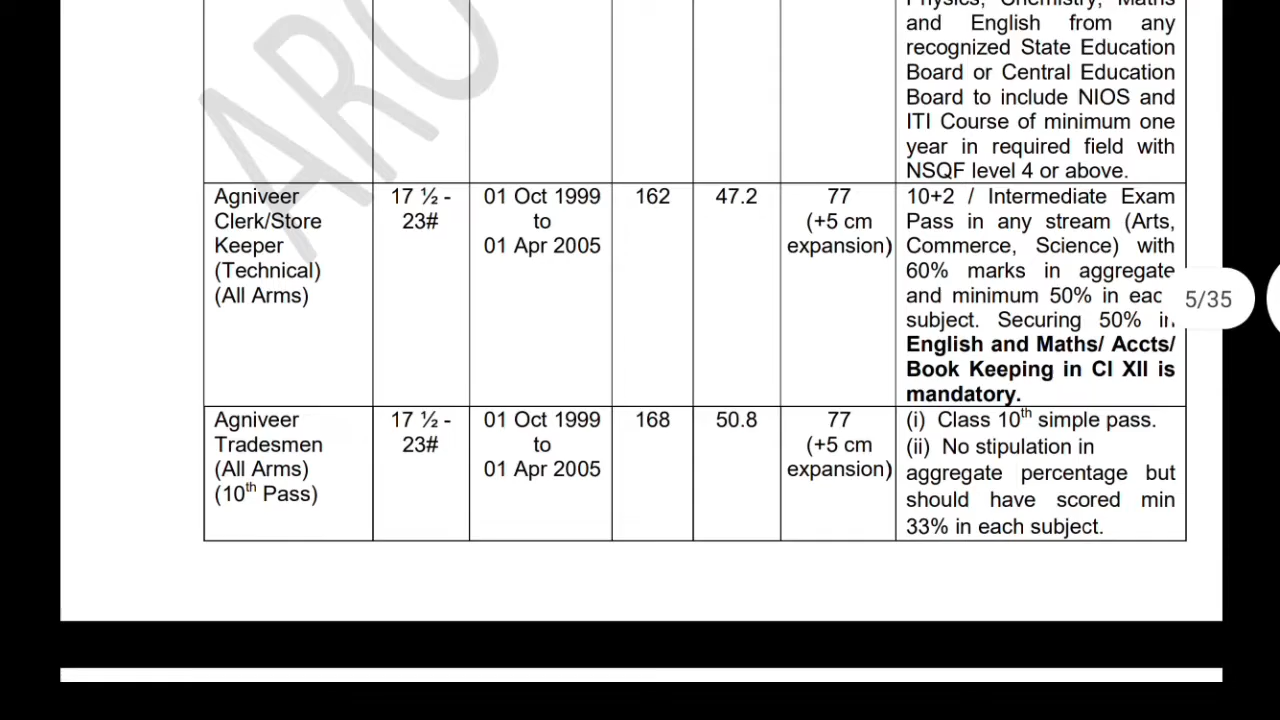 Physics, Chemistry, Maths
and English from any
recognized State Education
Board or Central Education
Board to include NIOS and
ITI Course of minimum one
year in required field with
NSQF level 4 or above.
ARO
Agniveer
Clerk/Store
Keeper
(Technical)
(All Arms)
17 ½ -
23#
01 Oct 1999
to
01 Apr 2005
162
47.2
77
(+5 cm
expansion)
10+2 / Intermediate Exam
Pass in any stream (Arts,
Commerce, Science) with
60% marks in aggregate
and minimum 50% in each
subject. Securing 50% in
English and Maths/ Accts/
Book Keeping in Cl XII is
mandatory.
5/35
Agniveer
Tradesmen
(All Arms)
(10th Pass)
17 ½ -
23#
01 Oct 1999
to
01 Apr 2005
168
50.8
77
(+5 cm
expansion)
(i) Class 10th simple pass.
(ii) No stipulation in
aggregate percentage but
should have scored min
33% in each subject.